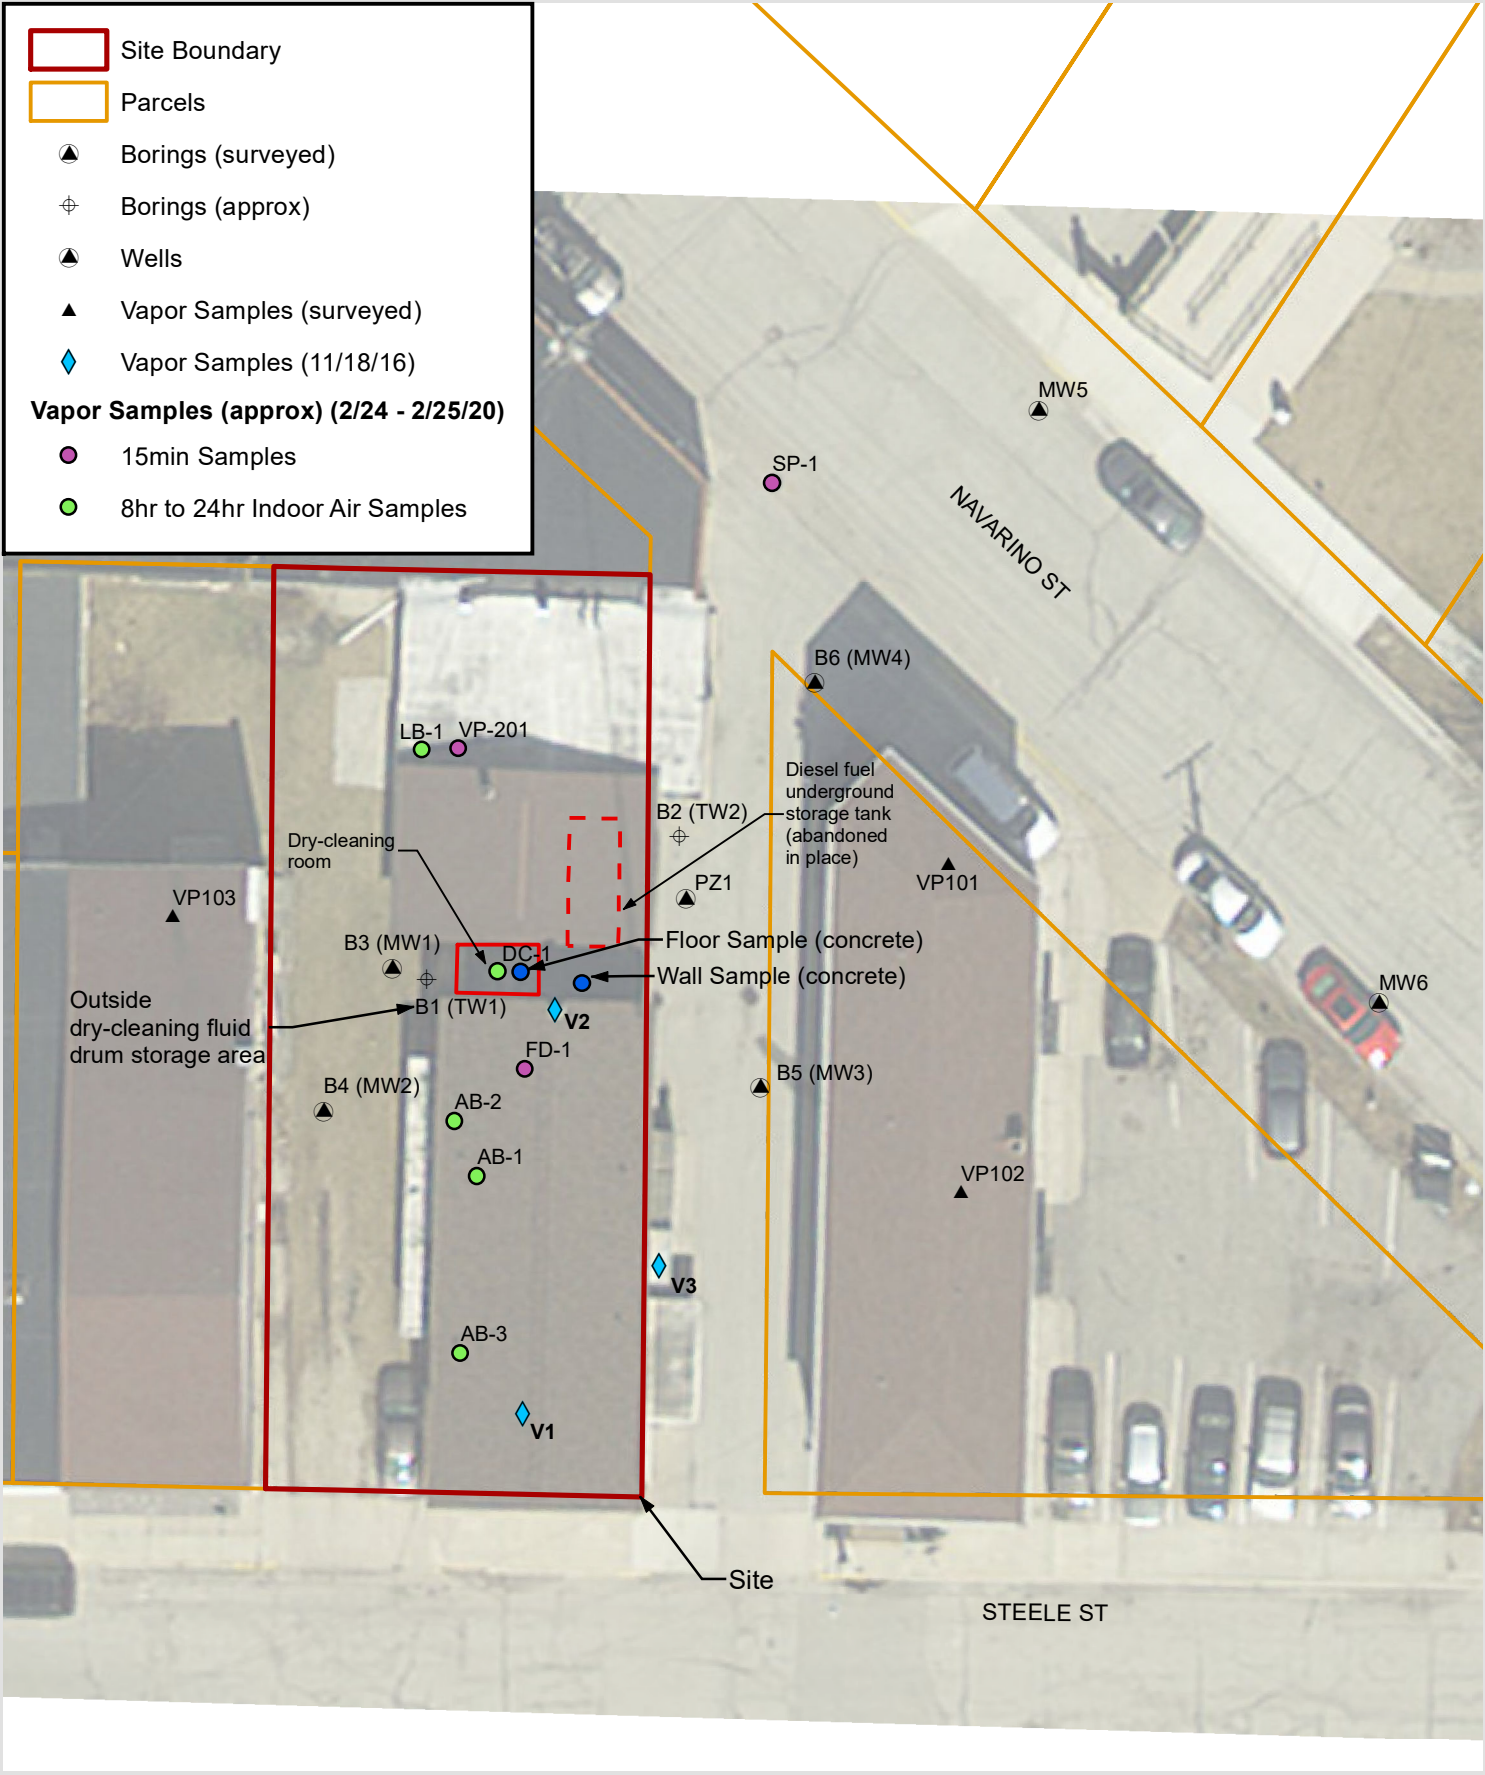 Site Boundary
Parcels
Borings (surveyed)
Borings (approx)
Wells
Vapor Samples (surveyed)
Vapor Samples (11/18/16)
Vapor Samples (approx) (2/24 - 2/25/20)
15min Samples
8hr to 24hr Indoor Air Samples
MW5
SP-1
NAVARINO ST
B6 (MW4)
LB-1
VP-201
Diesel fuel
underground
storage tank
(abandoned
in place)
B2 (TW2)
Dry-cleaning
room
VP101
PZ1
VP103
B3 (MW1)
DC-1
Floor Sample (concrete)
Wall Sample (concrete)
MW6
Outside
dry-cleaning fluid
drum storage area
B1 (TW1)
V2
FD-1
B5 (MW3)
B4 (MW2)
AB-2
AB-1
VP102
V3
AB-3
V1
Site
STEELE ST